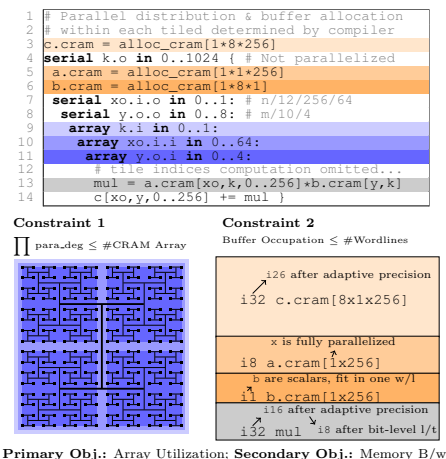 1 # Parallel distribution & buffer allocation
2 # within each tiled determined by compiler
3 c.cram = alloc_cram[1*8*256]
4 serial k.o in 0..1024 { # Not parallelized
5 a.cram = alloc_cram[1*1*256]
6 b.cram = alloc_cram[1*8*1]
7 serial xo.i.o in 0..1: # n/12/256/64
8 serial y.o.o in 0..8: # m/10/4
9 array k.i in 0..1:
10 array xo.i.i in 0..64:
11 array y.o.i in 0..4:
12 # tile indices computation omitted...
13 mul = a.cram[xo,k,0..256]*b.cram[y,k]
14 c[xo,y,0..256] += mul }
Constraint 1
∏ para_deg ≤ #CRAM Array
Constraint 2
Buffer Occupation ≤ #Wordlines
i26 after adaptive precision
i32 c.cram[8x1x256]
x is fully parallelized
i8 a.cram[1x256]
b are scalars, fit in one w/l
i1 b.cram[1x256]
i16 after adaptive precision
i32 mul i8 after bit-level l/t
Primary Obj.: Array Utilization; Secondary Obj.: Memory B/w